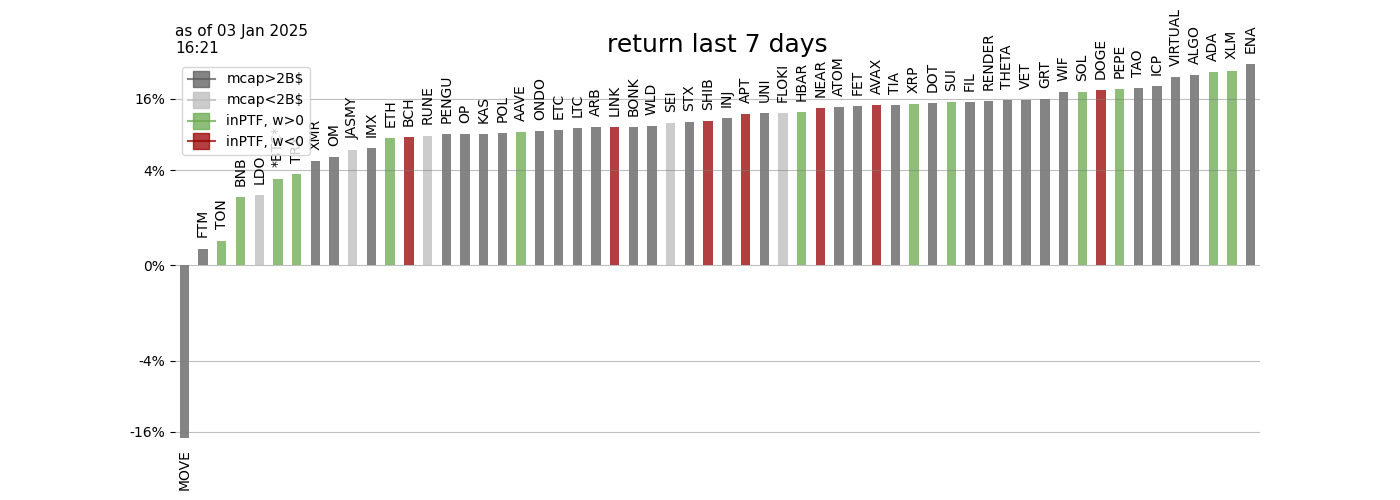 as of 03 Jan 2025
16:21
return last 7 days
mcap>2B$
mcap<2B$
inPTF, w>0
inPTF, w<0
16%
4%
0%
-4%
-16%
MOVE
FTM
TON
BNB
LDO
XMR
OM
JASMY
IMX
ETH
BCH
RUNE
PENGU
OP
KAS
POL
AAVE
ONDO
ETC
LTC
ARB
LINK
BONK
WLD
SEI
STX
SHIB
INJ
APT
UNI
FLOKI
HBAR
NEAR
ATOM
FET
AVAX
TIA
XRP
DOT
SUI
FIL
RENDER
THETA
VET
GRT
WIF
SOL
DOGE
PEPE
TAO
ICP
VIRTUAL
ALGO
ADA
XLM
ENA